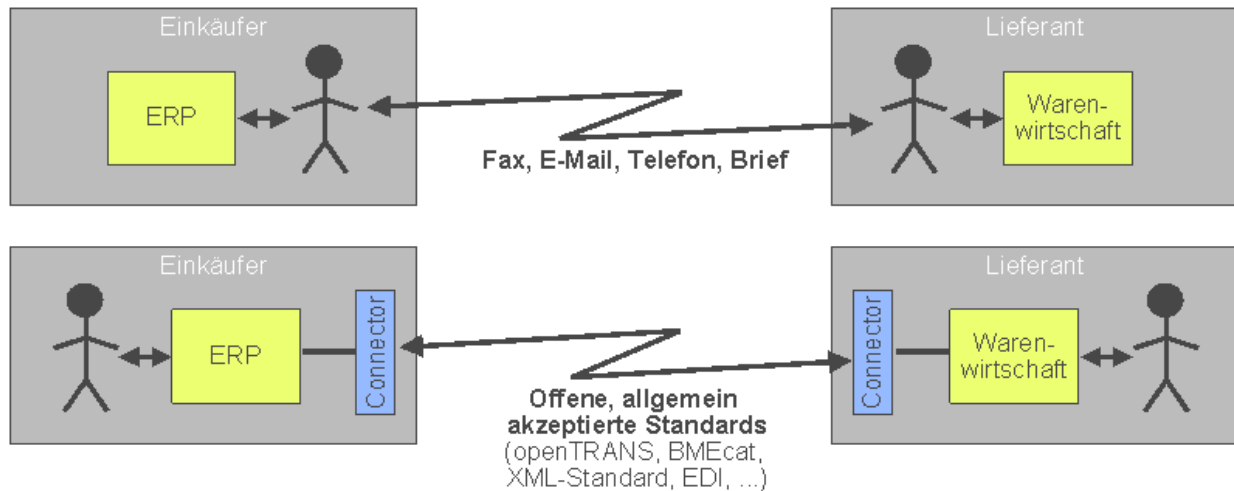 Einkäufer
Lieferant
ERP
Waren-
wirtschaft
Fax, E-Mail, Telefon, Brief
Einkäufer
Lieferant
ERP
Connector
Connector
Waren-
wirtschaft
Offene, allgemein
akzeptierte Standards
(openTRANS, BMEcat,
XML-Standard, EDI, ...)